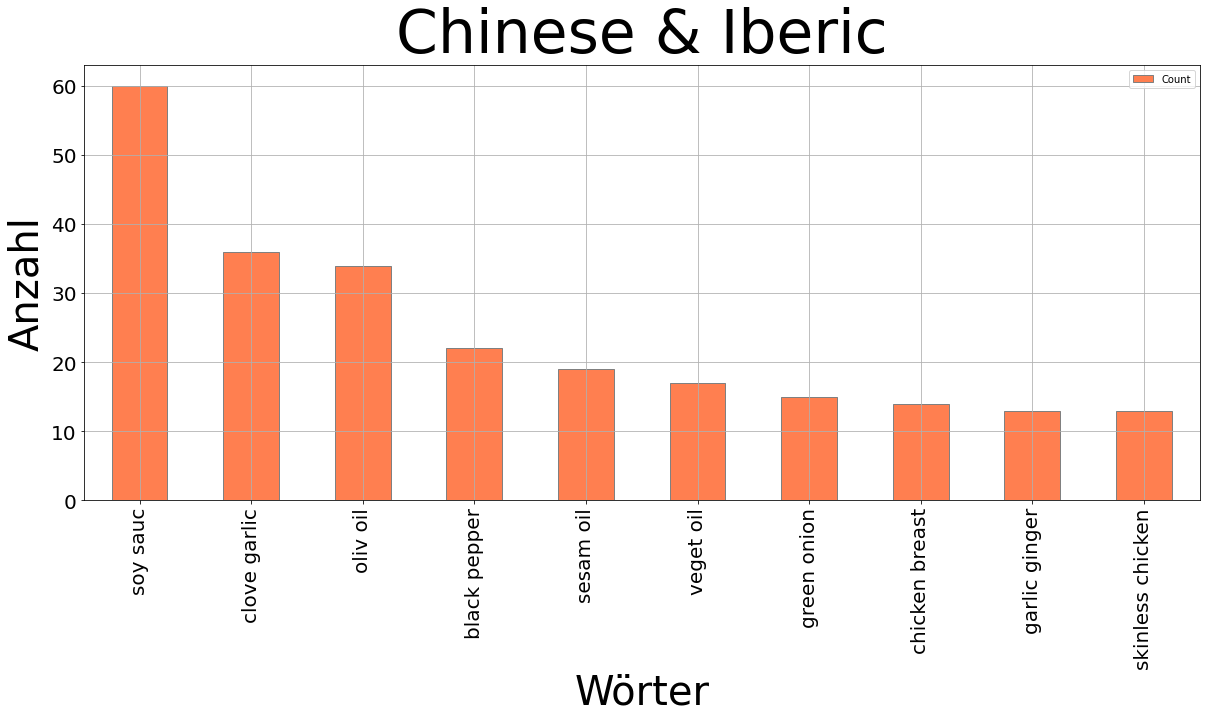 Chinese & Iberic
Count
Anzahl
60
50
40
30
20
10
0
soy sauc
clove garlic
oliv oil
black pepper
sesam oil
veget oil
green onion
chicken breast
garlic ginger
skinless chicken
Wörter